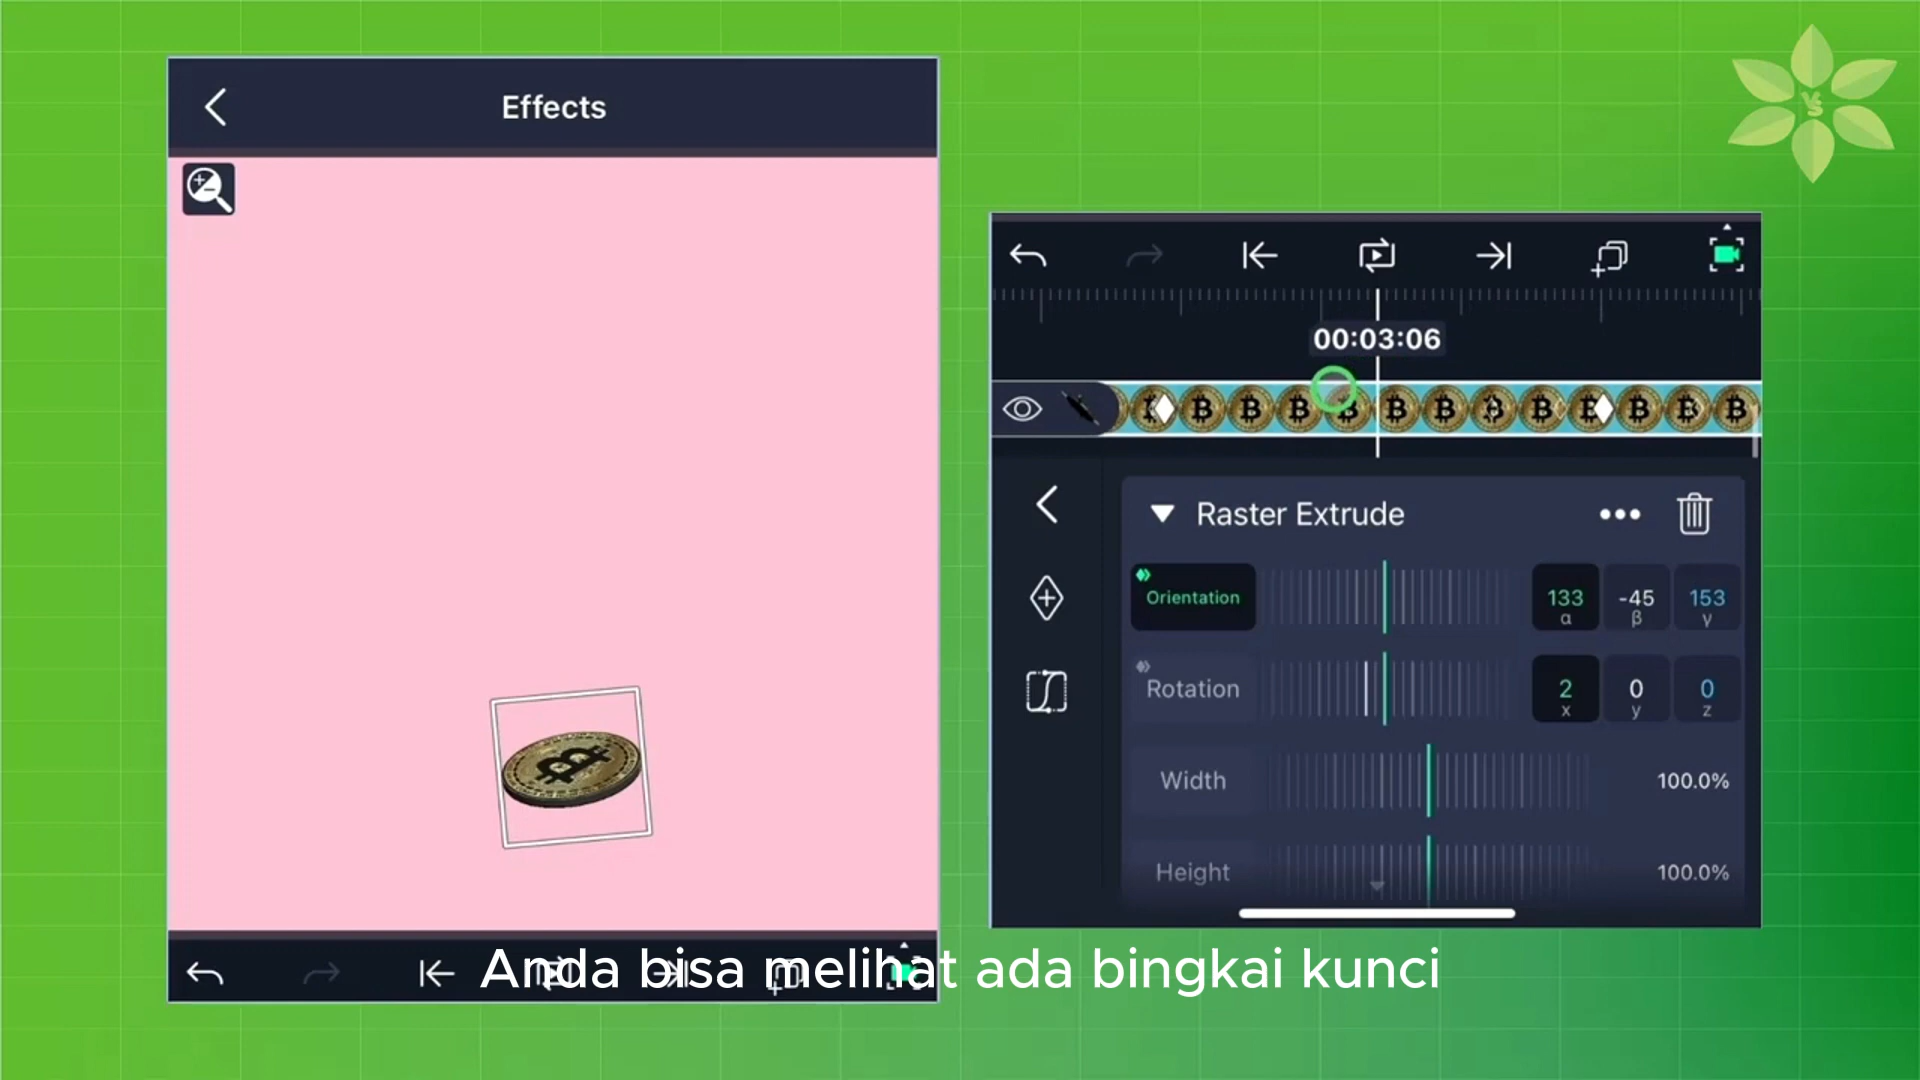 Effects
VS
00:03:06
Raster Extrude
Orientation
133 -45 153
α β γ
Rotation
2 0 0
x y z
Width 100.0%
Height 100.0%
Anda bisa melihat ada bingkai kunci